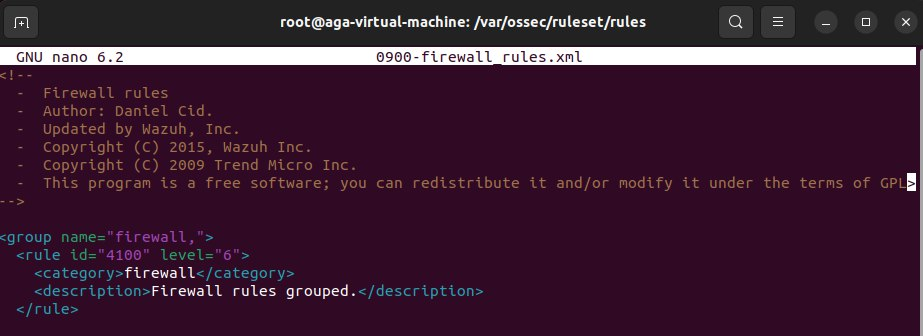 root@aga-virtual-machine: /var/ossec/ruleset/rules
GNU nano 6.2 0900-firewall_rules.xml
<!--
  -  Firewall rules
  -  Author: Daniel Cid.
  -  Updated by Wazuh, Inc.
  -  Copyright (C) 2015, Wazuh Inc.
  -  Copyright (C) 2009 Trend Micro Inc.
  -  This program is a free software; you can redistribute it and/or modify it under the terms of GPL>
-->
<group name="firewall,">
  <rule id="4100" level="6">
    <category>firewall</category>
    <description>Firewall rules grouped.</description>
  </rule>